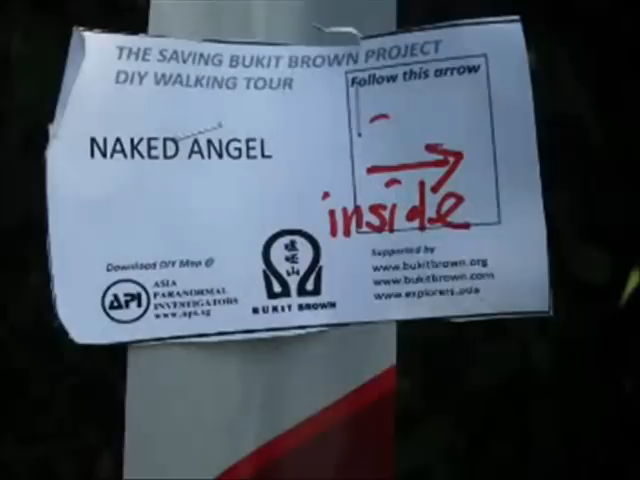 THE SAVING BUKIT BROWN PROJECT
DIY WALKING TOUR
Follow this arrow
NAKED ANGEL
inside
Download DIY Map @
API
ASIA
PARANORMAL
INVESTIGATORS
www.api.sg
BUKIT BROWN
Supported by
www.bukitbrown.org
www.bukitbrown.com
www.explorers.asia